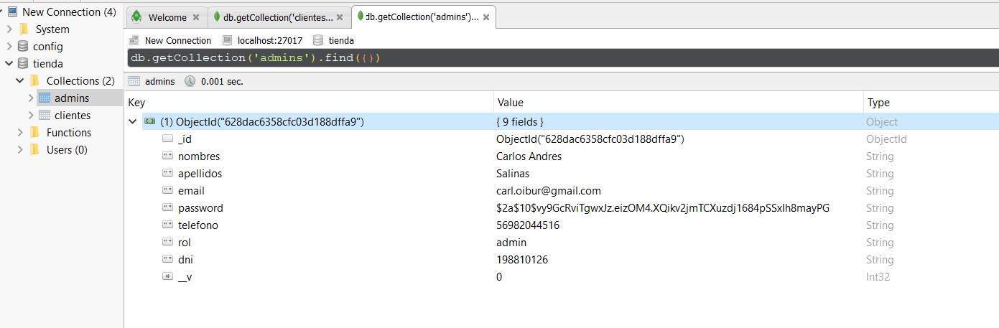 New Connection (4)
System
config
tienda
Collections (2)
admins
clientes
Functions
Users (0)
Welcome
db.getCollection('clientes...
db.getCollection('admins')...
New Connection localhost:27017 tienda
db.getCollection('admins').find({})
admins 0.001 sec.
Key Value Type
(1) ObjectId("628dac6358cfc03d188dffa9") { 9 fields } Object
_id ObjectId("628dac6358cfc03d188dffa9") ObjectId
nombres Carlos Andres String
apellidos Salinas String
email carl.oibur@gmail.com String
password $2a$10$vy9GcRviTgwxJz.eizOM4.XQikv2jmTCXuzdj1684pSSxIh8mayPG String
telefono 56982044516 String
rol admin String
dni 198810126 String
__v 0 Int32